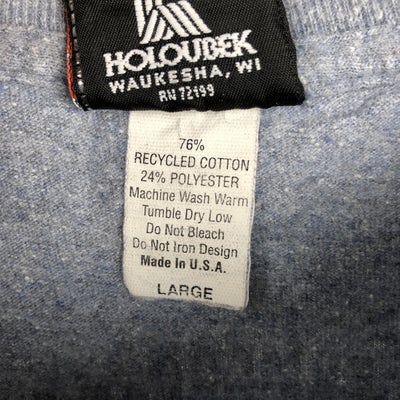 HOLOUBEK
WAUKESHA, WI
RN 72199
76%
RECYCLED COTTON
24% POLYESTER
Machine Wash Warm
Tumble Dry Low
Do Not Bleach
Do Not Iron Design
Made In U.S.A.
LARGE